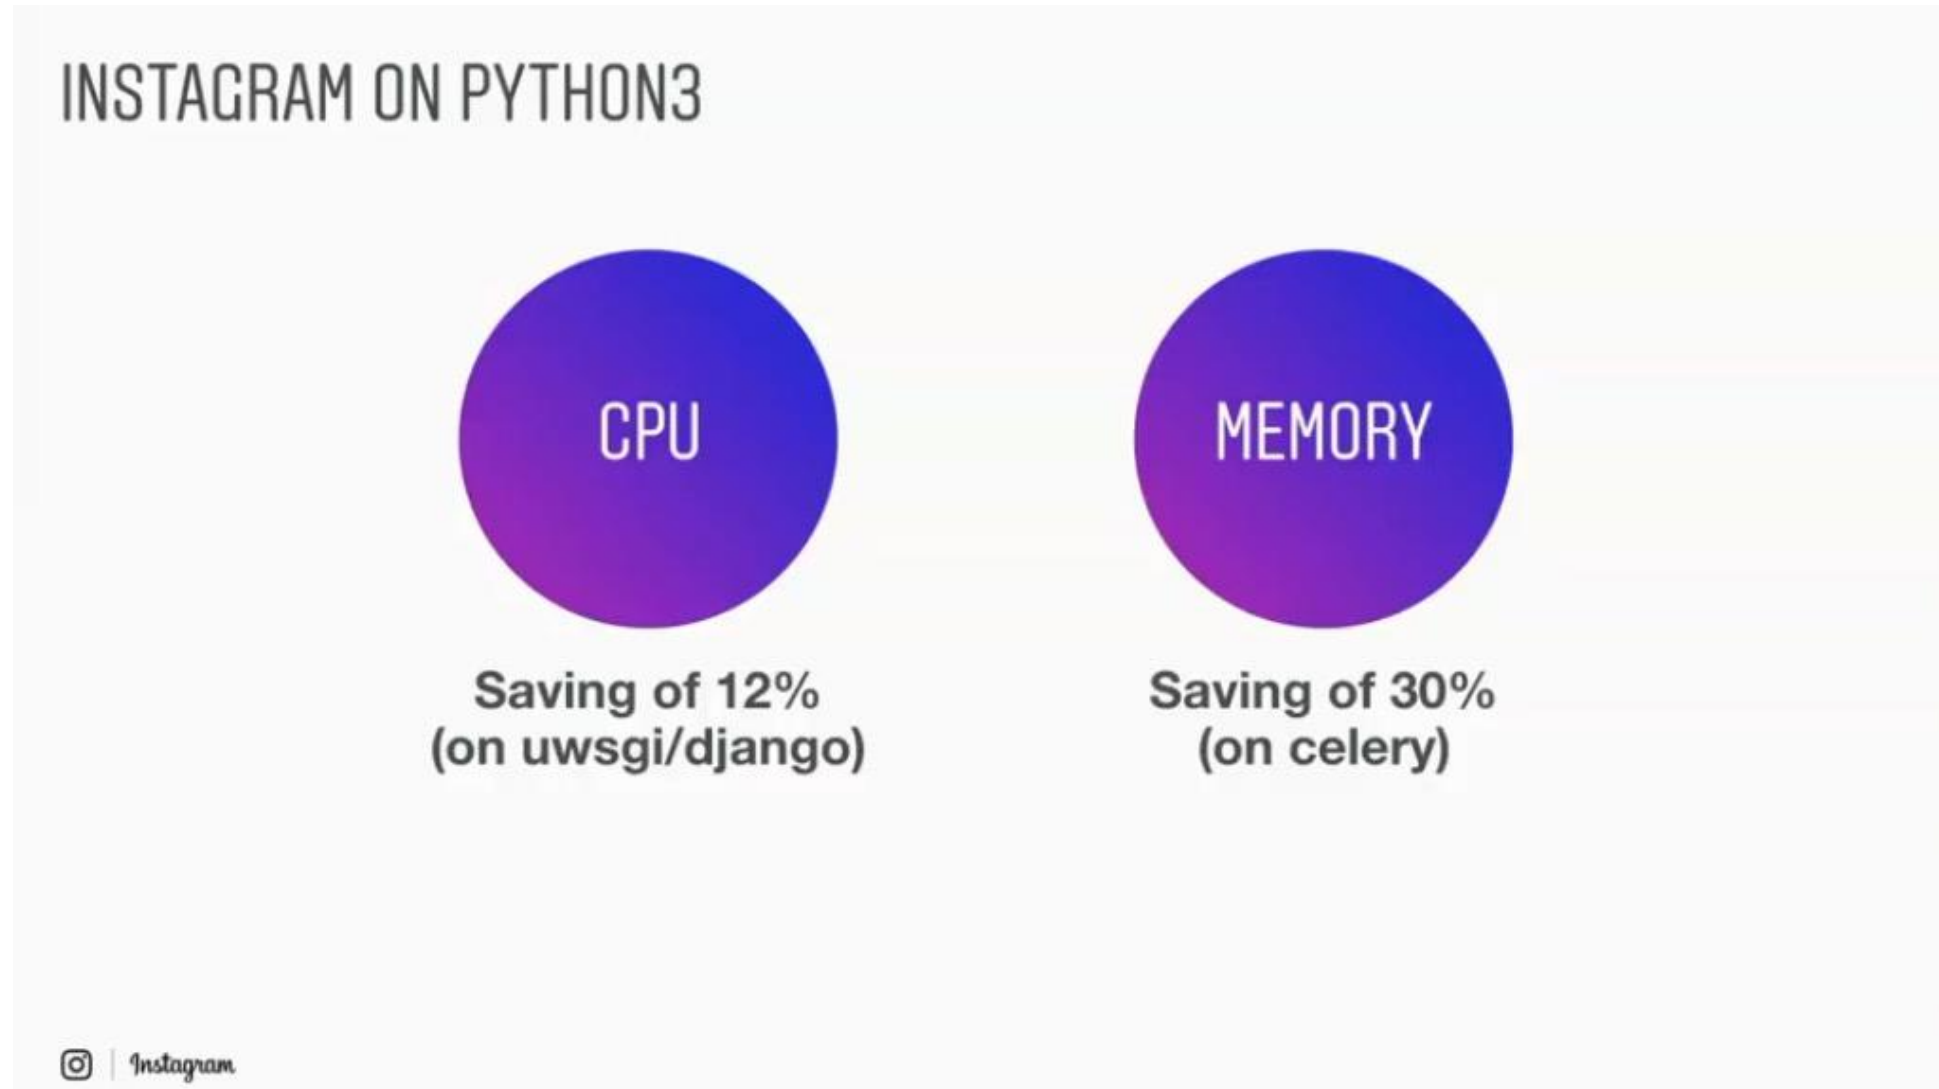 INSTAGRAM ON PYTHON3
CPU
Saving of 12%
(on uwsgi/django)
MEMORY
Saving of 30%
(on celery)
Instagram